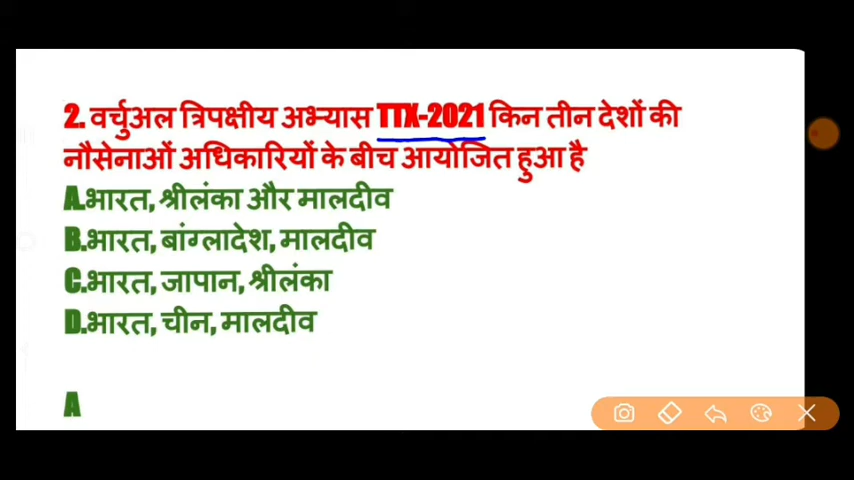 2. वर्चुअल त्रिपक्षीय अभ्यास TTX-2021 किन तीन देशों की
नौसेनाओं अधिकारियों के बीच आयोजित हुआ है
A.भारत, श्रीलंका और मालदीव
B.भारत, बांग्लादेश, मालदीव
C.भारत, जापान, श्रीलंका
D.भारत, चीन, मालदीव
A